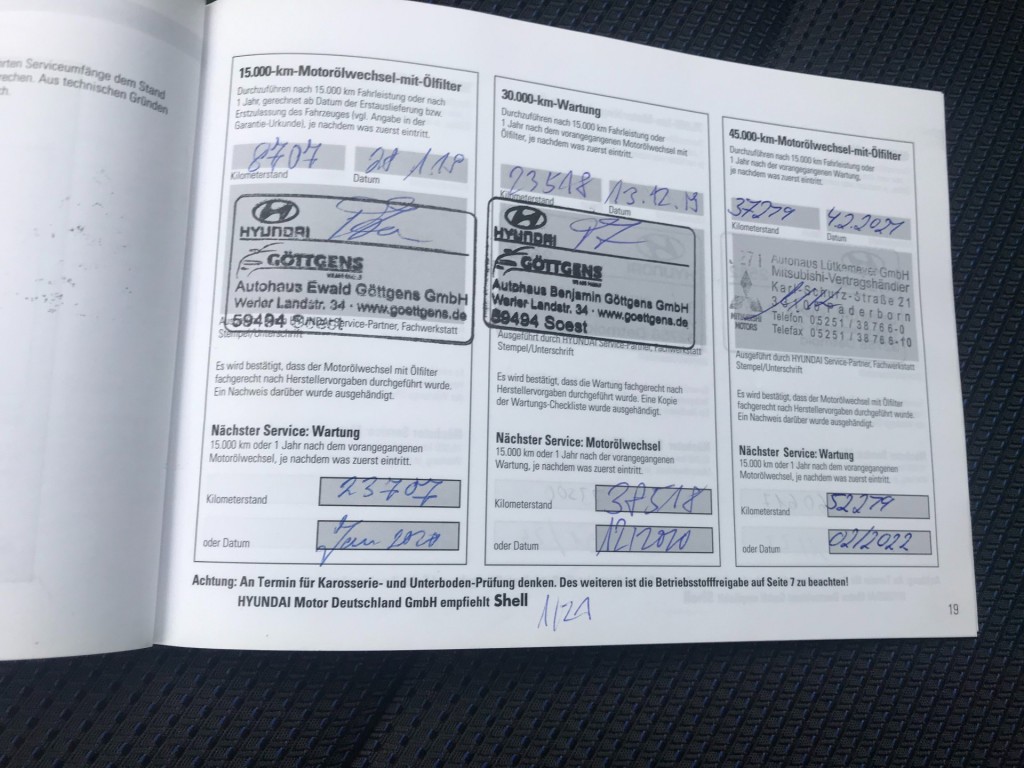 rten Serviceumfänge dem Stand
rechen. Aus technischen Gründen
ch.
15.000-km-Motorölwechsel-mit-Ölfilter
Durchzuführen nach 15.000 km Fahrleistung oder nach
1 Jahr, gerechnet ab Datum der Erstauslieferung bzw.
Erstzulassung des Fahrzeuges (vgl. Angabe in der
Garantie-Urkunde), je nachdem was zuerst eintritt.
8707 28 1.19
Kilometerstand Datum
HYUNDAI
GÖTTGENS
Autohaus Ewald Göttgens GmbH
Werler Landstr. 34 · www.goettgens.de
59494 Soest
HYUNDAI Service-Partner, Fachwerkstatt
Stempel/Unterschrift
Es wird bestätigt, dass der Motorölwechsel mit Ölfilter
fachgerecht nach Herstellervorgaben durchgeführt wurde.
Ein Nachweis darüber wurde ausgehändigt.
Nächster Service: Wartung
15.000 km oder 1 Jahr nach dem vorangegangenen
Motorölwechsel, je nachdem was zuerst eintritt.
Kilometerstand 23707
oder Datum Jan 2020
30.000-km-Wartung
Durchzuführen nach 15.000 km Fahrleistung oder
1 Jahr nach dem vorangegangenen Motorölwechsel mit
Ölfilter, je nachdem was zuerst eintritt.
23518 13.12.19
Kilometerstand Datum
HYUNDAI
GÖTTGENS
Autohaus Benjamin Göttgens GmbH
Werler Landstr. 34 · www.goettgens.de
59494 Soest
Ausgeführt durch HYUNDAI Service-Partner, Fachwerkstatt
Stempel/Unterschrift
Es wird bestätigt, dass die Wartung fachgerecht nach
Herstellervorgaben durchgeführt wurde. Eine Kopie
der Wartungs-Checkliste wurde ausgehändigt.
Nächster Service: Motorölwechsel
15.000 km oder 1 Jahr nach der vorangegangenen
Wartung, je nachdem was zuerst eintritt.
Kilometerstand 38518
oder Datum 12/2020
45.000-km-Motorölwechsel-mit-Ölfilter
Durchzuführen nach 15.000 km Fahrleistung oder
1 Jahr nach der vorangegangenen Wartung,
je nachdem was zuerst eintritt.
37279 4.2.2021
Kilometerstand Datum
Autohaus Lütkemeyer GmbH
Mitsubishi-Vertragshändler
Karl-Schurz-Straße 21
Paderborn
MITSUBISHI Telefon 05251/38766-0
MOTORS Telefax 05251/38766-10
Ausgeführt durch HYUNDAI Service-Partner, Fachwerkstatt
Stempel/Unterschrift
Es wird bestätigt, dass der Motorölwechsel mit Ölfilter
fachgerecht nach Herstellervorgaben durchgeführt wurde.
Ein Nachweis darüber wurde ausgehändigt.
Nächster Service: Wartung
15.000 km oder 1 Jahr nach dem vorangegangenen
Motorölwechsel, je nachdem was zuerst eintritt.
Kilometerstand 52279
oder Datum 02/2022
Achtung: An Termin für Karosserie- und Unterboden-Prüfung denken. Des weiteren ist die Betriebsstofffreigabe auf Seite 7 zu beachten!
HYUNDAI Motor Deutschland GmbH empfiehlt Shell
1/21
19